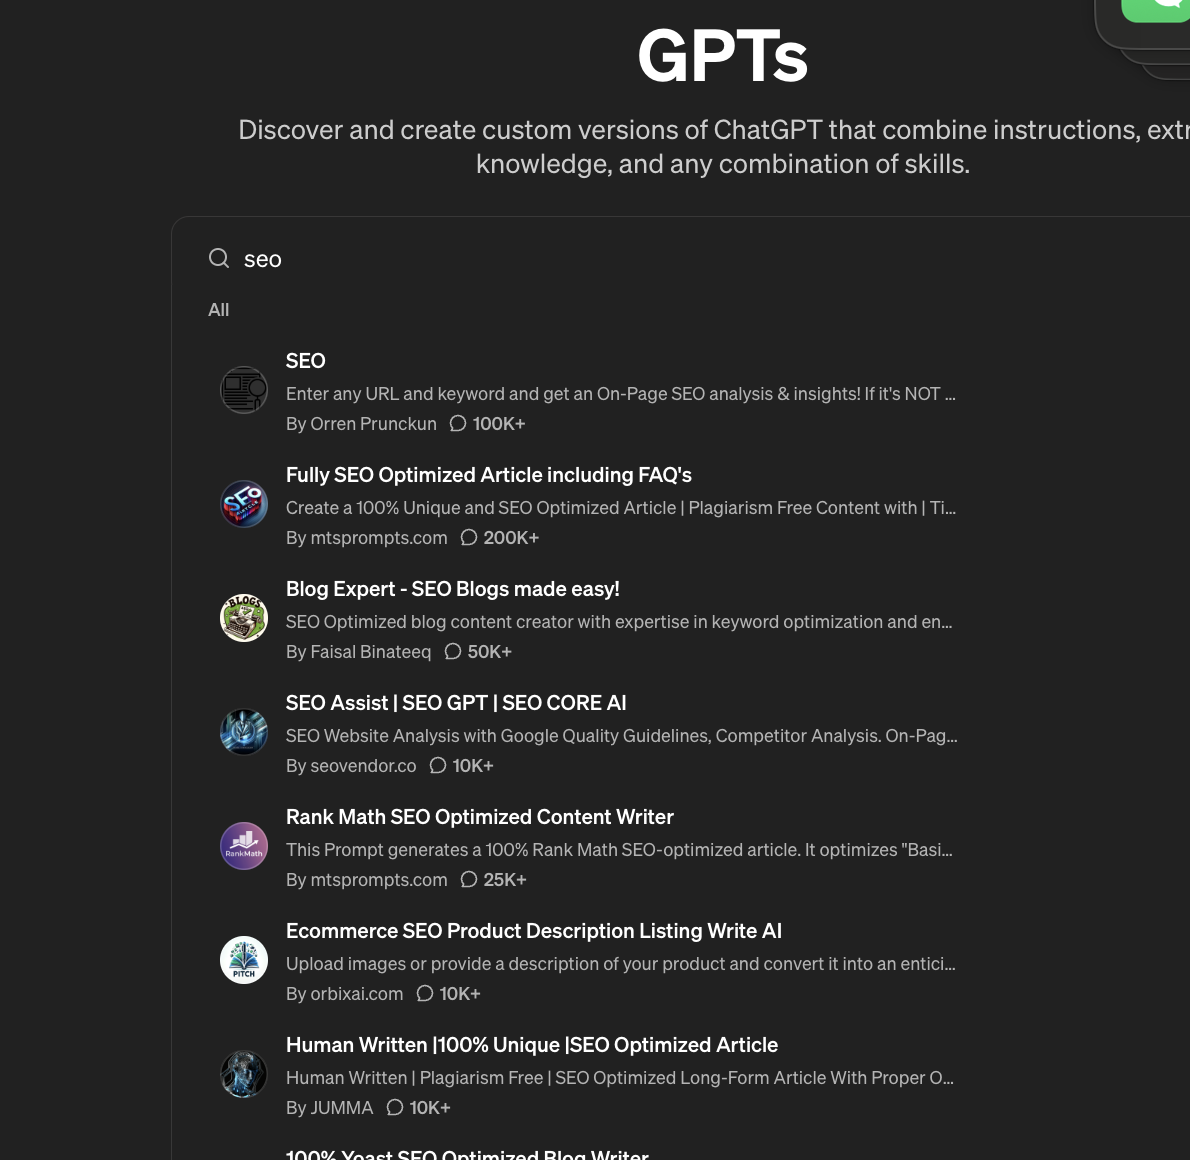 GPTs
Discover and create custom versions of ChatGPT that combine instructions, extr
knowledge, and any combination of skills.
seo
All
SEO
Enter any URL and keyword and get an On-Page SEO analysis & insights! If it's NOT ...
By Orren Prunckun 100K+
Fully SEO Optimized Article including FAQ's
Create a 100% Unique and SEO Optimized Article | Plagiarism Free Content with | Ti...
By mtsprompts.com 200K+
BLOGS
Blog Expert - SEO Blogs made easy!
SEO Optimized blog content creator with expertise in keyword optimization and en...
By Faisal Binateeq 50K+
SEO Assist | SEO GPT | SEO CORE AI
SEO Website Analysis with Google Quality Guidelines, Competitor Analysis. On-Pag...
By seovendor.co 10K+
RankMath
Rank Math SEO Optimized Content Writer
This Prompt generates a 100% Rank Math SEO-optimized article. It optimizes "Basi...
By mtsprompts.com 25K+
PITCH
Ecommerce SEO Product Description Listing Write AI
Upload images or provide a description of your product and convert it into an entici...
By orbixai.com 10K+
Human Written |100% Unique |SEO Optimized Article
Human Written | Plagiarism Free | SEO Optimized Long-Form Article With Proper O...
By JUMMA 10K+
100% Yoast SEO Optimized Blog Writer